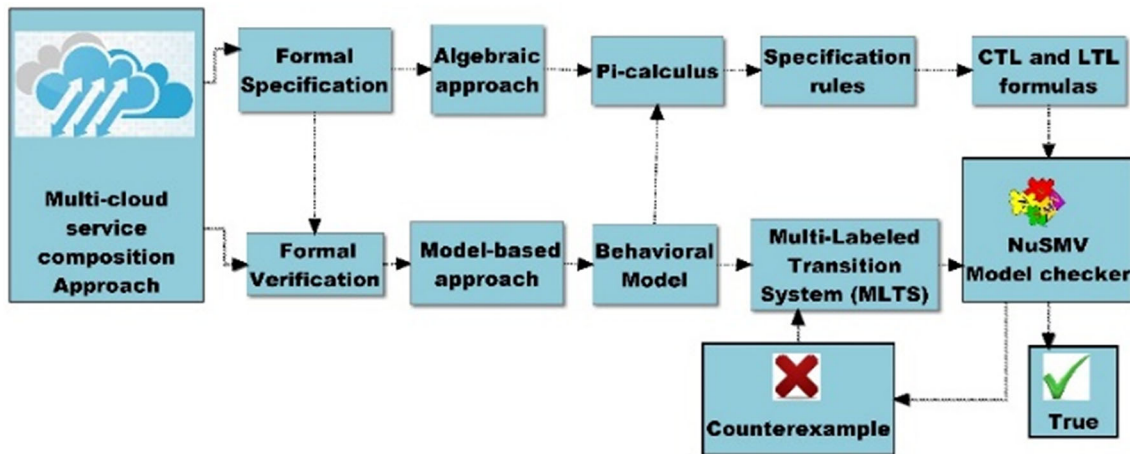 Multi-cloud
service
composition
Approach
Formal
Specification
Algebraic
approach
Pi-calculus
Specification
rules
CTL and LTL
formulas
Formal
Verification
Model-based
approach
Behavioral
Model
Multi-Labeled
Transition
System (MLTS)
NuSMV
Model checker
Counterexample
True